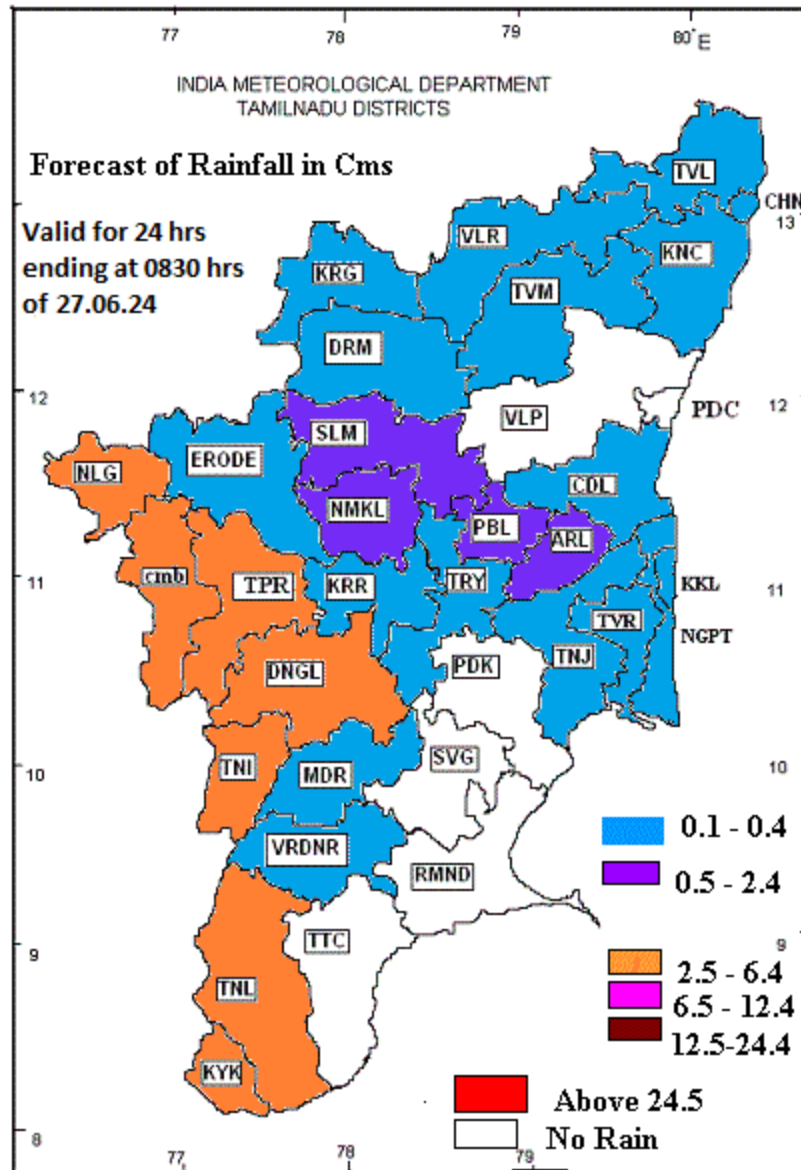 77 78 79 80°E
INDIA METEOROLOGICAL DEPARTMENT
TAMILNADU DISTRICTS
Forecast of Rainfall in Cms
Valid for 24 hrs
ending at 0830 hrs
of 27.06.24
TVL
CHN
13
VLR
KNC
KRG
TVM
DRM
12
12
PDC
VLP
SLM
ERODE
NLG
CDL
NMKL
PBL
ARL
11
cmb
TPR
KRR
TRY
KKL
11
TVR
NGPT
TNJ
PDK
DNGL
10
TNI
MDR
SVG
10
0.1 - 0.4
VRDNR
RMND
0.5 - 2.4
9
TTC
9
2.5 - 6.4
TNL
6.5 - 12.4
12.5-24.4
KYK
Above 24.5
8
No Rain
77 78 79